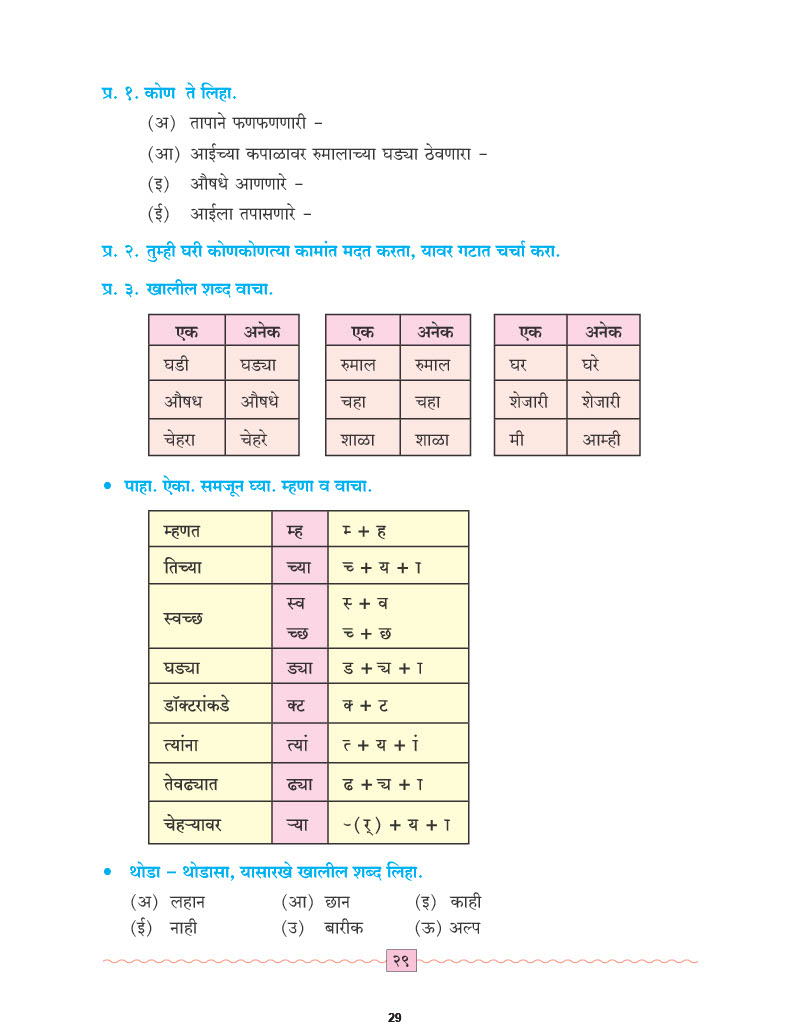 प्र. १. कोण ते लिहा.
(अ) तापाने फणफणणारी –
(आ) आईच्या कपाळावर रुमालाच्या घड्या ठेवणारा –
(इ) औषधे आणणारे –
(ई) आईला तपासणारे –
प्र. २. तुम्ही घरी कोणकोणत्या कामांत मदत करता, यावर गटात चर्चा करा.
प्र. ३. खालील शब्द वाचा.
एक अनेक एक अनेक एक अनेक
घडी घड्या रुमाल रुमाल घर घरे
औषध औषधे चहा चहा शेजारी शेजारी
चेहरा चेहरे शाळा शाळा मी आम्ही
• पाहा. ऐका. समजून घ्या. म्हणा व वाचा.
म्हणत म्ह म्‍ + ह
तिच्या च्या च्‍ + य + ा
स्वच्छ स्व स्‍ + व
च्छ च्‍ + छ
घड्या ड्या ड + ‍्य + ा
डॉक्टरांकडे क्ट क्‍ + ट
त्यांना त्यां त्‍ + य + ां
तेवढ्यात ढ्या ढ + ‍्य + ा
चेहऱ्यावर ऱ्या ऱ्‍(र्) + य + ा
• थोडा – थोडासा, यासारखे खालील शब्द लिहा.
(अ) लहान (आ) छान (इ) काही
(ई) नाही (उ) बारीक (ऊ) अल्प
२९
29